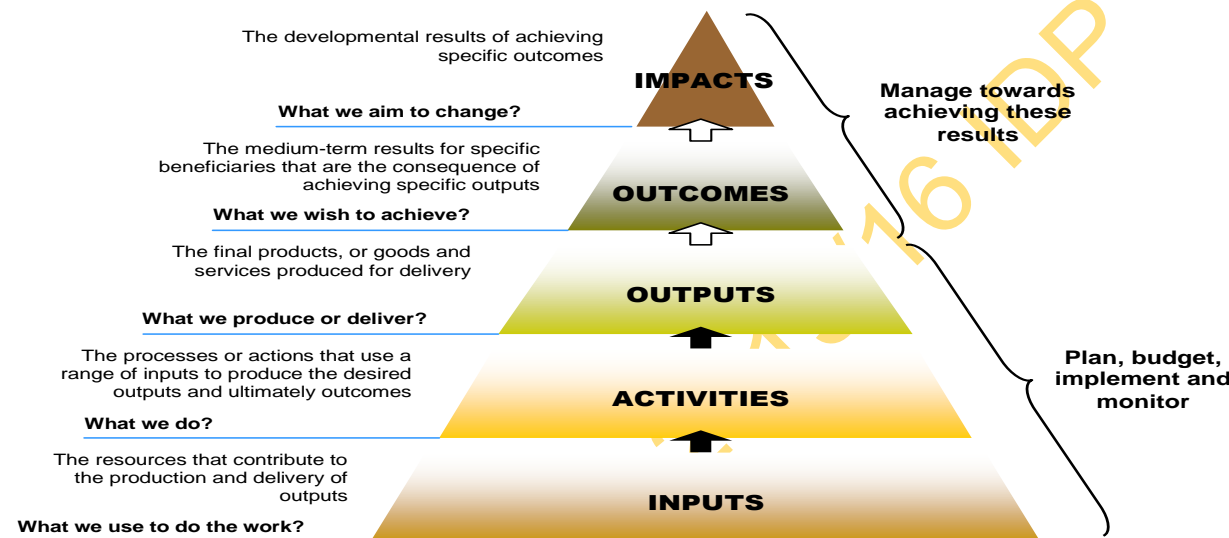 The developmental results of achieving
specific outcomes
IMPACTS
What we aim to change?
Manage towards
achieving these
results
The medium-term results for specific
beneficiaries that are the consequence of
achieving specific outputs
OUTCOMES
What we wish to achieve?
The final products, or goods and
services produced for delivery
OUTPUTS
What we produce or deliver?
The processes or actions that use a
range of inputs to produce the desired
outputs and ultimately outcomes
ACTIVITIES
What we do?
Plan, budget,
implement and
monitor
The resources that contribute to
the production and delivery of
outputs
INPUTS
What we use to do the work?
16 IDP